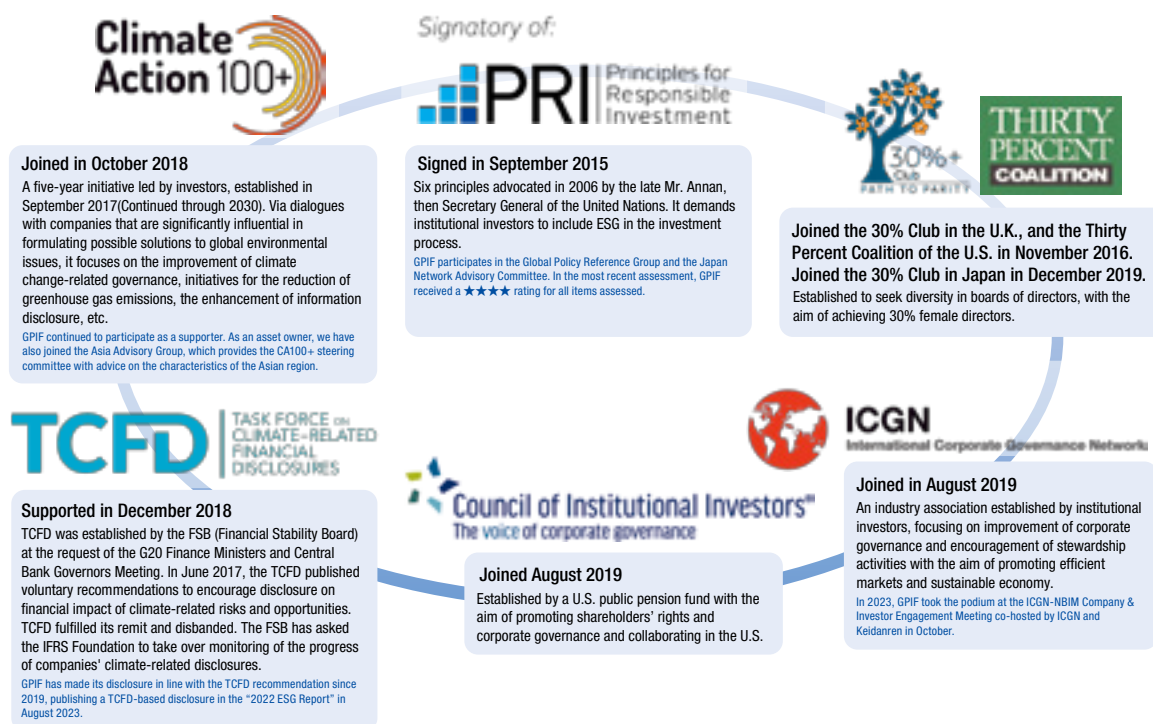 Climate
Action 100+
Joined in October 2018
A five-year initiative led by investors, established in
September 2017(Continued through 2030). Via dialogues
with companies that are significantly influential in
formulating possible solutions to global environmental
issues, it focuses on the improvement of climate
change-related governance, initiatives for the reduction of
greenhouse gas emissions, the enhancement of information
disclosure, etc.
GPIF continued to participate as a supporter. As an asset owner, we have
also joined the Asia Advisory Group, which provides the CA100+ steering
committee with advice on the characteristics of the Asian region.
Signatory of:
PRI
Principles for
Responsible
Investment
Signed in September 2015
Six principles advocated in 2006 by the late Mr. Annan,
then Secretary General of the United Nations. It demands
institutional investors to include ESG in the investment
process.
GPIF participates in the Global Policy Reference Group and the Japan
Network Advisory Committee. In the most recent assessment, GPIF
received a ★★★★ rating for all items assessed.
30%+
Club
PATH TO PARITY
THIRTY
PERCENT
COALITION
Joined the 30% Club in the U.K., and the Thirty
Percent Coalition of the U.S. in November 2016.
Joined the 30% Club in Japan in December 2019.
Established to seek diversity in boards of directors, with the
aim of achieving 30% female directors.
TCFD
TASK FORCE ON
CLIMATE-RELATED
FINANCIAL
DISCLOSURES
Supported in December 2018
TCFD was established by the FSB (Financial Stability Board)
at the request of the G20 Finance Ministers and Central
Bank Governors Meeting. In June 2017, the TCFD published
voluntary recommendations to encourage disclosure on
financial impact of climate-related risks and opportunities.
TCFD fulfilled its remit and disbanded. The FSB has asked
the IFRS Foundation to take over monitoring of the progress
of companies' climate-related disclosures.
GPIF has made its disclosure in line with the TCFD recommendation since
2019, publishing a TCFD-based disclosure in the “2022 ESG Report” in
August 2023.
Council of Institutional Investors℠
The voice of corporate governance
Joined August 2019
Established by a U.S. public pension fund with the
aim of promoting shareholders’ rights and
corporate governance and collaborating in the U.S.
ICGN
International Corporate Governance Network
Joined in August 2019
An industry association established by institutional
investors, focusing on improvement of corporate
governance and encouragement of stewardship
activities with the aim of promoting efficient
markets and sustainable economy.
In 2023, GPIF took the podium at the ICGN-NBIM Company &
Investor Engagement Meeting co-hosted by ICGN and
Keidanren in October.